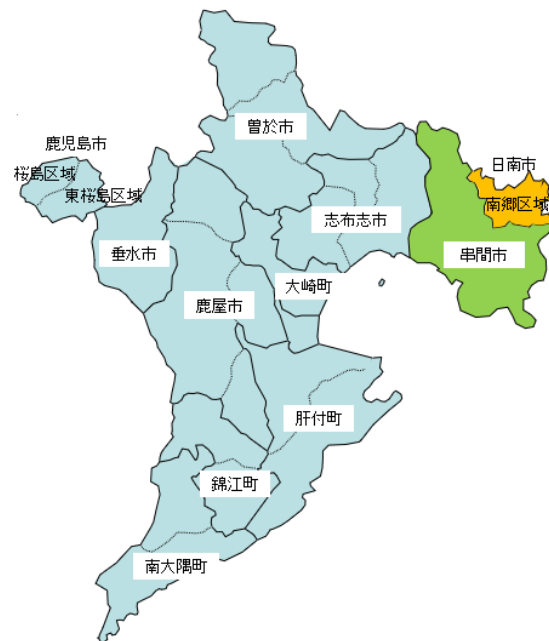 曽於市
鹿児島市
桜島区域
東桜島区域
日南市
南郷区域
志布志市
垂水市
串間市
大崎町
鹿屋市
肝付町
錦江町
南大隅町